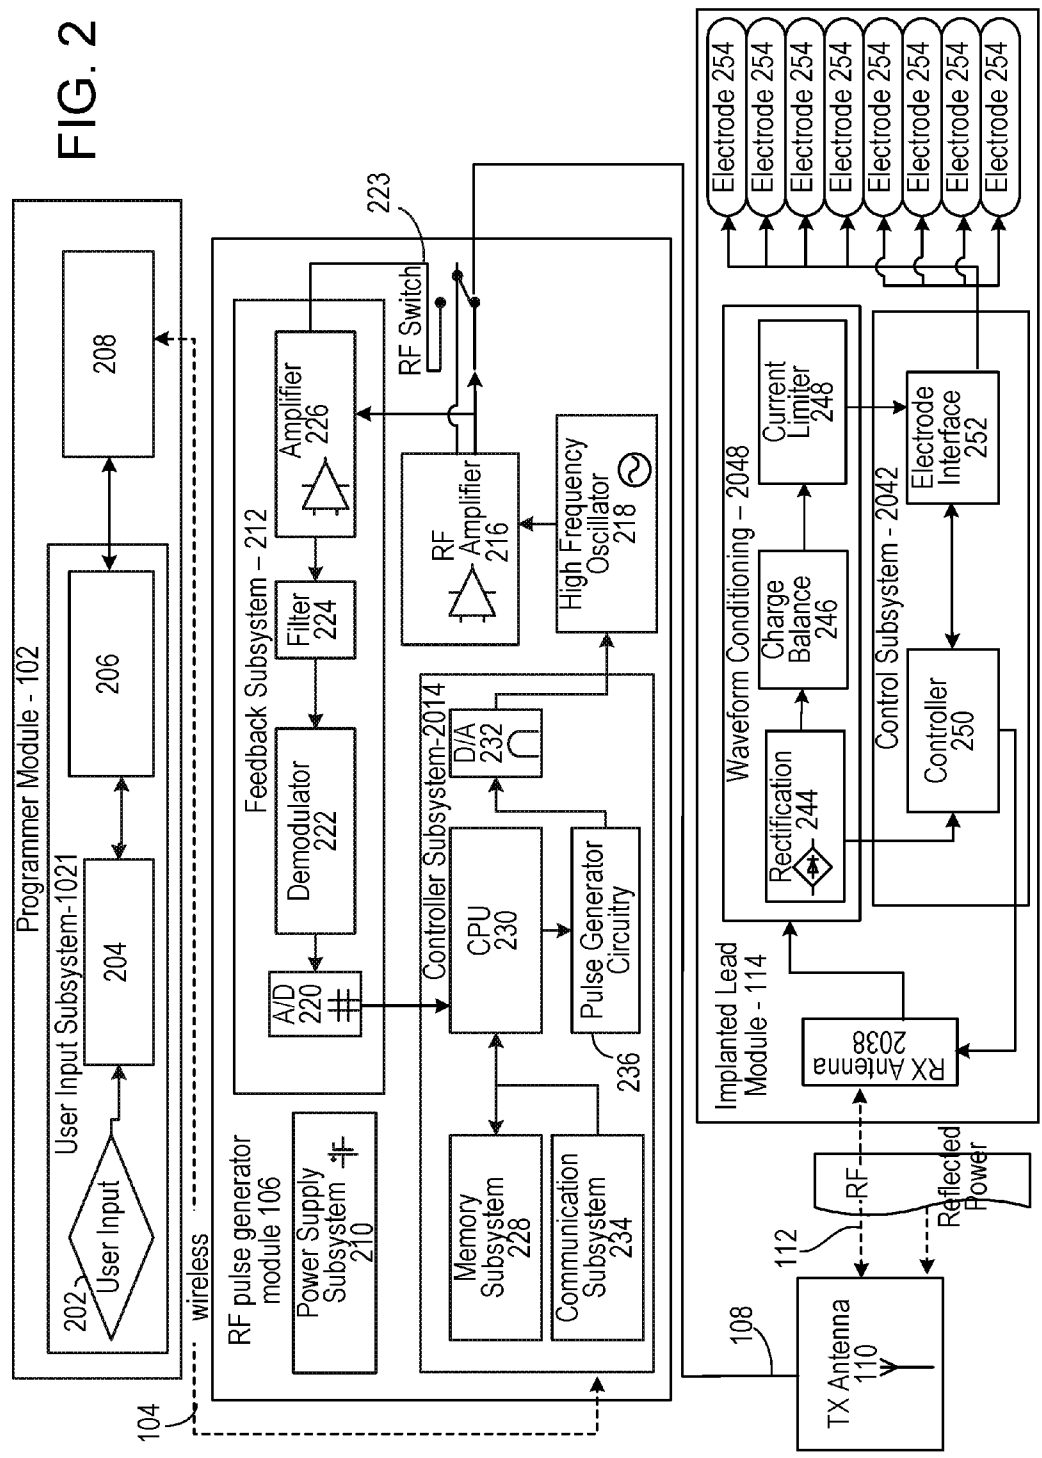 FIG. 2
Programmer Module - 102
User Input Subsystem-1021
202
User Input
204
206
208
104
wireless
RF pulse generator
module 106
Power Supply
Subsystem
210
Feedback Subsystem – 212
A/D
220
Demodulator
222
Filter
224
Amplifier
226
223
RF Switch
Controller Subsystem-2014
Memory
Subsystem
228
Communication
Subsystem
234
CPU
230
Pulse Generator
Circuitry
236
D/A
232
RF
Amplifier
216
High Frequency
Oscillator
218
108
TX Antenna
110
112
RF
Reflected
Power
Implanted Lead
Module - 114
RX Antenna
2038
Waveform Conditioning – 2048
Rectification
244
Charge
Balance
246
Current
Limiter
248
Control Subsystem - 2042
Controller
250
Electrode
Interface
252
Electrode 254
Electrode 254
Electrode 254
Electrode 254
Electrode 254
Electrode 254
Electrode 254
Electrode 254